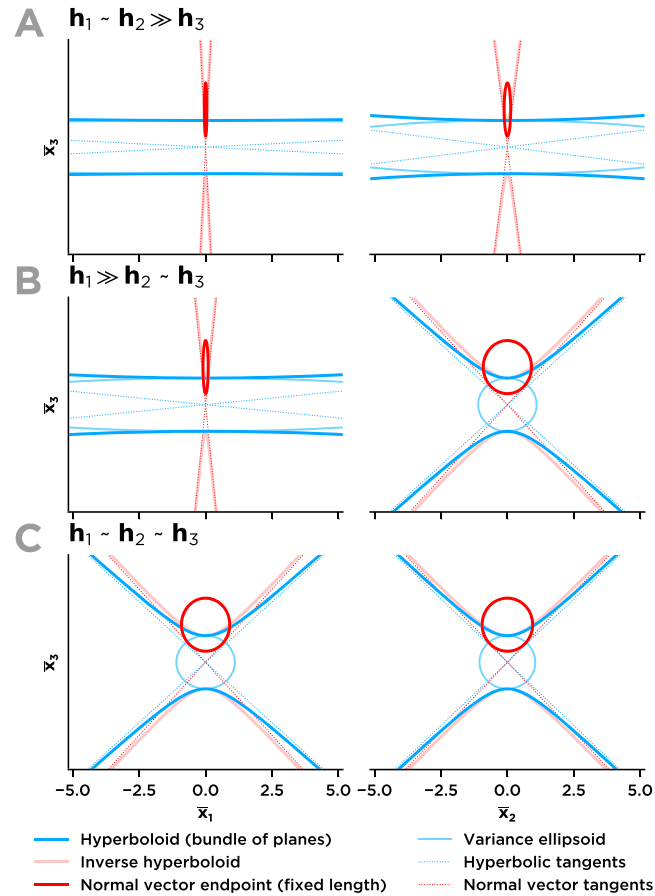 A h₁ ~ h₂ ≫ h₃
x̄₃
B h₁ ≫ h₂ ~ h₃
x̄₃
C h₁ ~ h₂ ~ h₃
x̄₃
−5.0 −2.5 0.0 2.5 5.0 −2.5 0.0 2.5 5.0
x̄₁ x̄₂
Hyperboloid (bundle of planes) Variance ellipsoid
Inverse hyperboloid Hyperbolic tangents
Normal vector endpoint (fixed length) Normal vector tangents